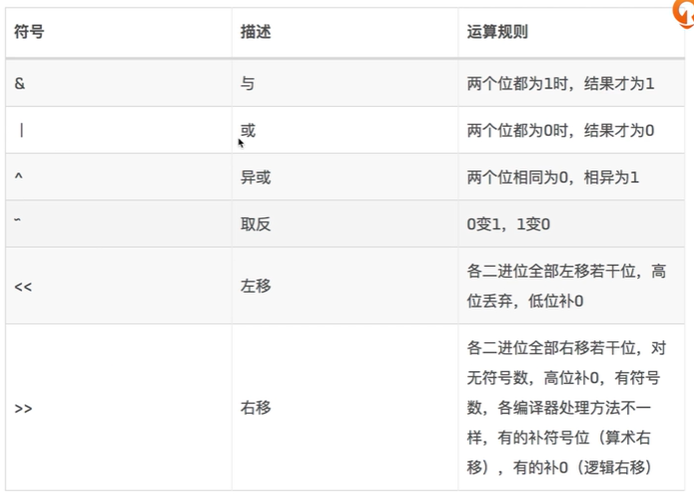 符号 描述 运算规则
& 与 两个位都为1时，结果才为1
| 或 两个位都为0时，结果才为0
^ 异或 两个位相同为0，相异为1
~ 取反 0变1，1变0
<< 左移 各二进位全部左移若干位，高
位丢弃，低位补0
>> 右移 各二进位全部右移若干位，对
无符号数，高位补0，有符号
数，各编译器处理方法不一
样，有的补符号位（算术右
移），有的补0（逻辑右移）